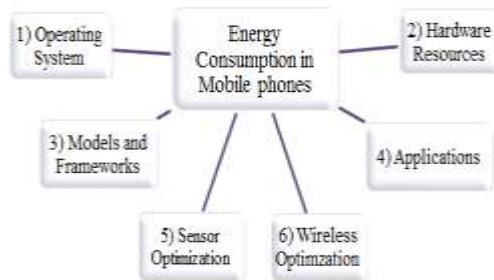 Energy
Consumption in
Mobile phones
1) Operating
System
2) Hardware
Resources
3) Models and
Frameworks
4) Applications
5) Sensor
Optimization
6) Wireless
Optimzation